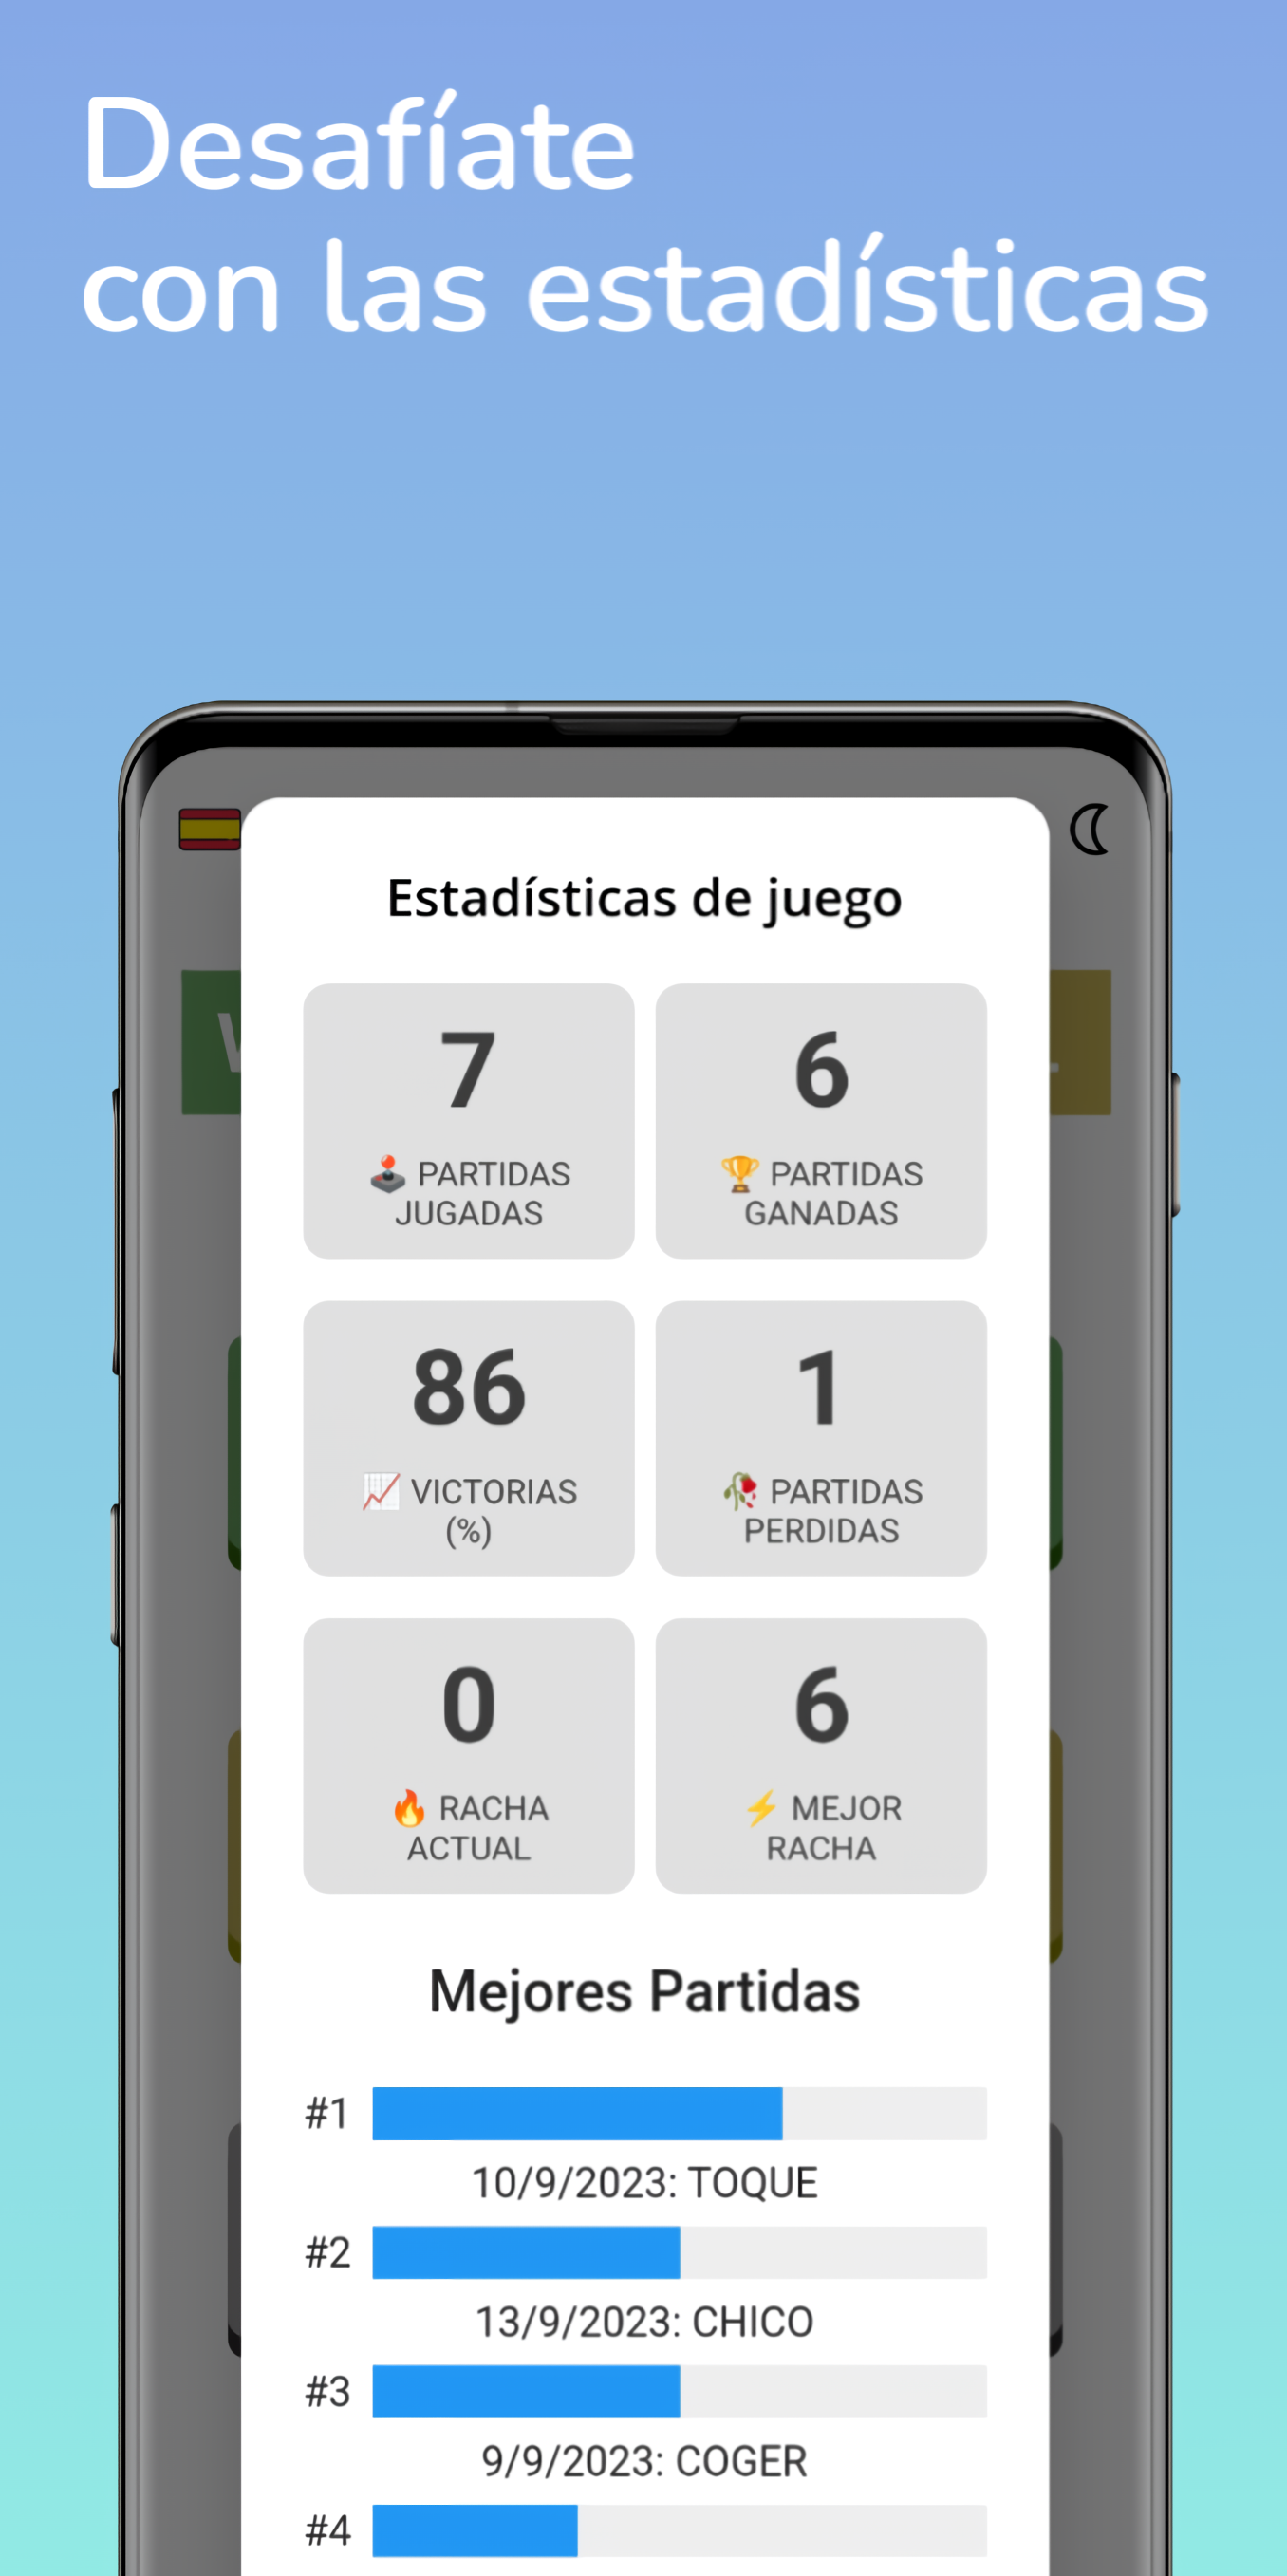 Desafíate
con las estadísticas
Estadísticas de juego
7
PARTIDAS
JUGADAS
6
PARTIDAS
GANADAS
86
VICTORIAS
(%)
1
PARTIDAS
PERDIDAS
0
RACHA
ACTUAL
6
MEJOR
RACHA
Mejores Partidas
#1
10/9/2023: TOQUE
#2
13/9/2023: CHICO
#3
9/9/2023: COGER
#4